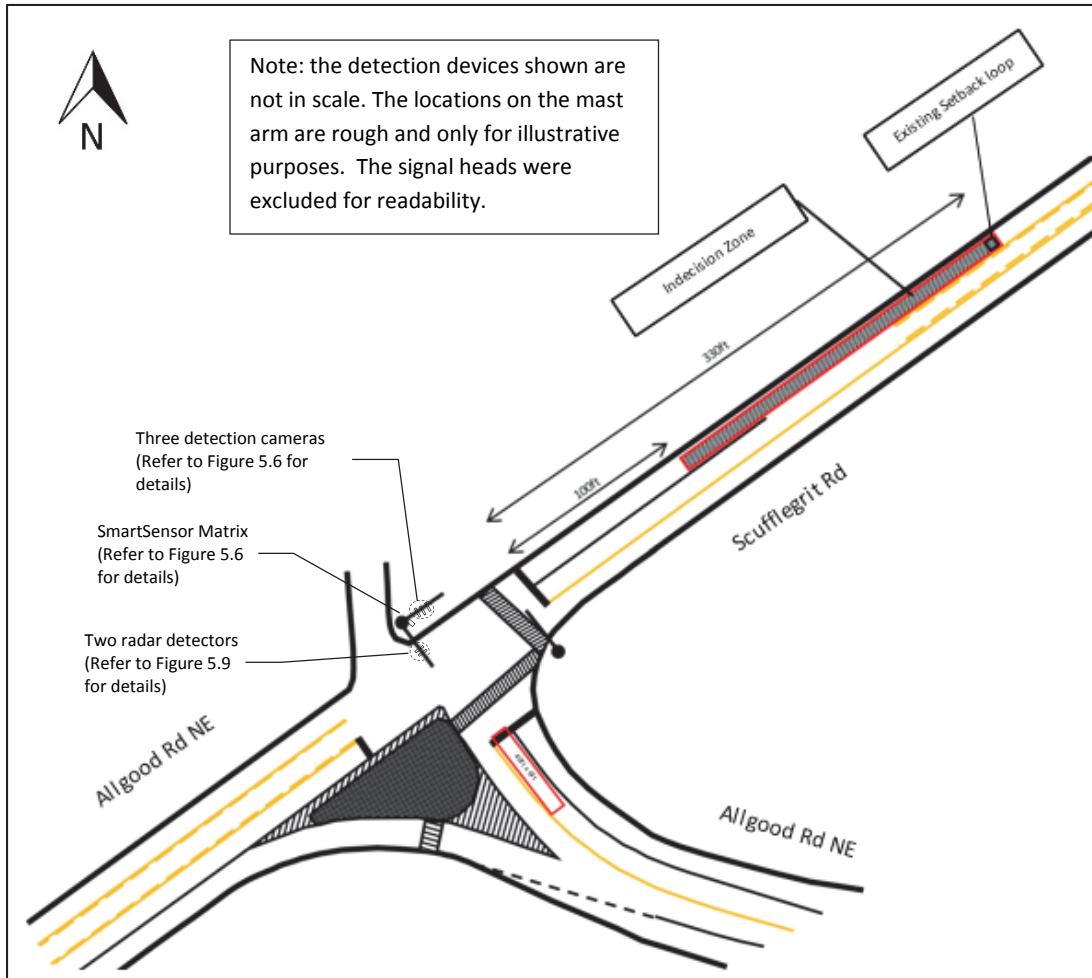 N
Note: the detection devices shown are
not in scale. The locations on the mast
arm are rough and only for illustrative
purposes.  The signal heads were
excluded for readability.
Existing Setback loop
Indecision Zone
330ft
100ft
Scufflegrit Rd
Three detection cameras
(Refer to Figure 5.6 for
details)
SmartSensor Matrix
(Refer to Figure 5.6
for details)
Two radar detectors
(Refer to Figure 5.9
for details)
Allgood Rd NE
Allgood Rd NE